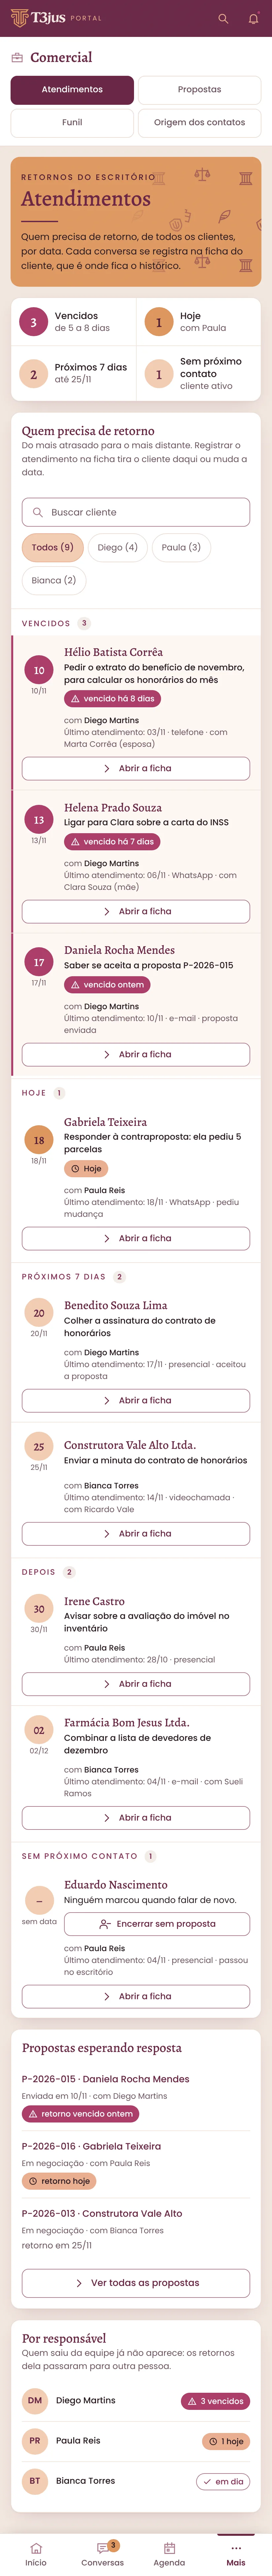 T3jus PORTAL
Comercial
Atendimentos
Propostas
Funil
Origem dos contatos
RETORNOS DO ESCRITÓRIO
Atendimentos
Quem precisa de retorno, de todos os clientes,
por data. Cada conversa se registra na ficha do
cliente, que é onde fica o histórico.
3
Vencidos
de 5 a 8 dias
1
Hoje
com Paula
2
Próximos 7 dias
até 25/11
1
Sem próximo
contato
cliente ativo
Quem precisa de retorno
Do mais atrasado para o mais distante. Registrar o
atendimento na ficha tira o cliente daqui ou muda a
data.
Buscar cliente
Todos (9)
Diego (4)
Paula (3)
Bianca (2)
VENCIDOS 3
10
10/11
Hélio Batista Corrêa
Pedir o extrato do benefício de novembro,
para calcular os honorários do mês
vencido há 8 dias
com Diego Martins
Último atendimento: 03/11 · telefone · com
Marta Corrêa (esposa)
Abrir a ficha
13
13/11
Helena Prado Souza
Ligar para Clara sobre a carta do INSS
vencido há 7 dias
com Diego Martins
Último atendimento: 06/11 · WhatsApp · com
Clara Souza (mãe)
Abrir a ficha
17
17/11
Daniela Rocha Mendes
Saber se aceita a proposta P-2026-015
vencido ontem
com Diego Martins
Último atendimento: 10/11 · e-mail · proposta
enviada
Abrir a ficha
HOJE 1
18
18/11
Gabriela Teixeira
Responder à contraproposta: ela pediu 5
parcelas
Hoje
com Paula Reis
Último atendimento: 18/11 · WhatsApp · pediu
mudança
Abrir a ficha
PRÓXIMOS 7 DIAS 2
20
20/11
Benedito Souza Lima
Colher a assinatura do contrato de
honorários
com Diego Martins
Último atendimento: 17/11 · presencial · aceitou
a proposta
Abrir a ficha
25
25/11
Construtora Vale Alto Ltda.
Enviar a minuta do contrato de honorários
com Bianca Torres
Último atendimento: 14/11 · videochamada ·
com Ricardo Vale
Abrir a ficha
DEPOIS 2
30
30/11
Irene Castro
Avisar sobre a avaliação do imóvel no
inventário
com Paula Reis
Último atendimento: 28/10 · presencial
Abrir a ficha
02
02/12
Farmácia Bom Jesus Ltda.
Combinar a lista de devedores de
dezembro
com Bianca Torres
Último atendimento: 04/11 · e-mail · com Sueli
Ramos
Abrir a ficha
SEM PRÓXIMO CONTATO 1
–
sem data
Eduardo Nascimento
Ninguém marcou quando falar de novo.
Encerrar sem proposta
com Paula Reis
Último atendimento: 04/11 · presencial · passou
no escritório
Abrir a ficha
Propostas esperando resposta
P-2026-015 · Daniela Rocha Mendes
Enviada em 10/11 · com Diego Martins
retorno vencido ontem
P-2026-016 · Gabriela Teixeira
Em negociação · com Paula Reis
retorno hoje
P-2026-013 · Construtora Vale Alto
Em negociação · com Bianca Torres
retorno em 25/11
Ver todas as propostas
Por responsável
Quem saiu da equipe já não aparece: os retornos
dela passaram para outra pessoa.
DM
Diego Martins
3 vencidos
PR
Paula Reis
1 hoje
BT
Bianca Torres
em dia
Início
Conversas
3
Agenda
Mais